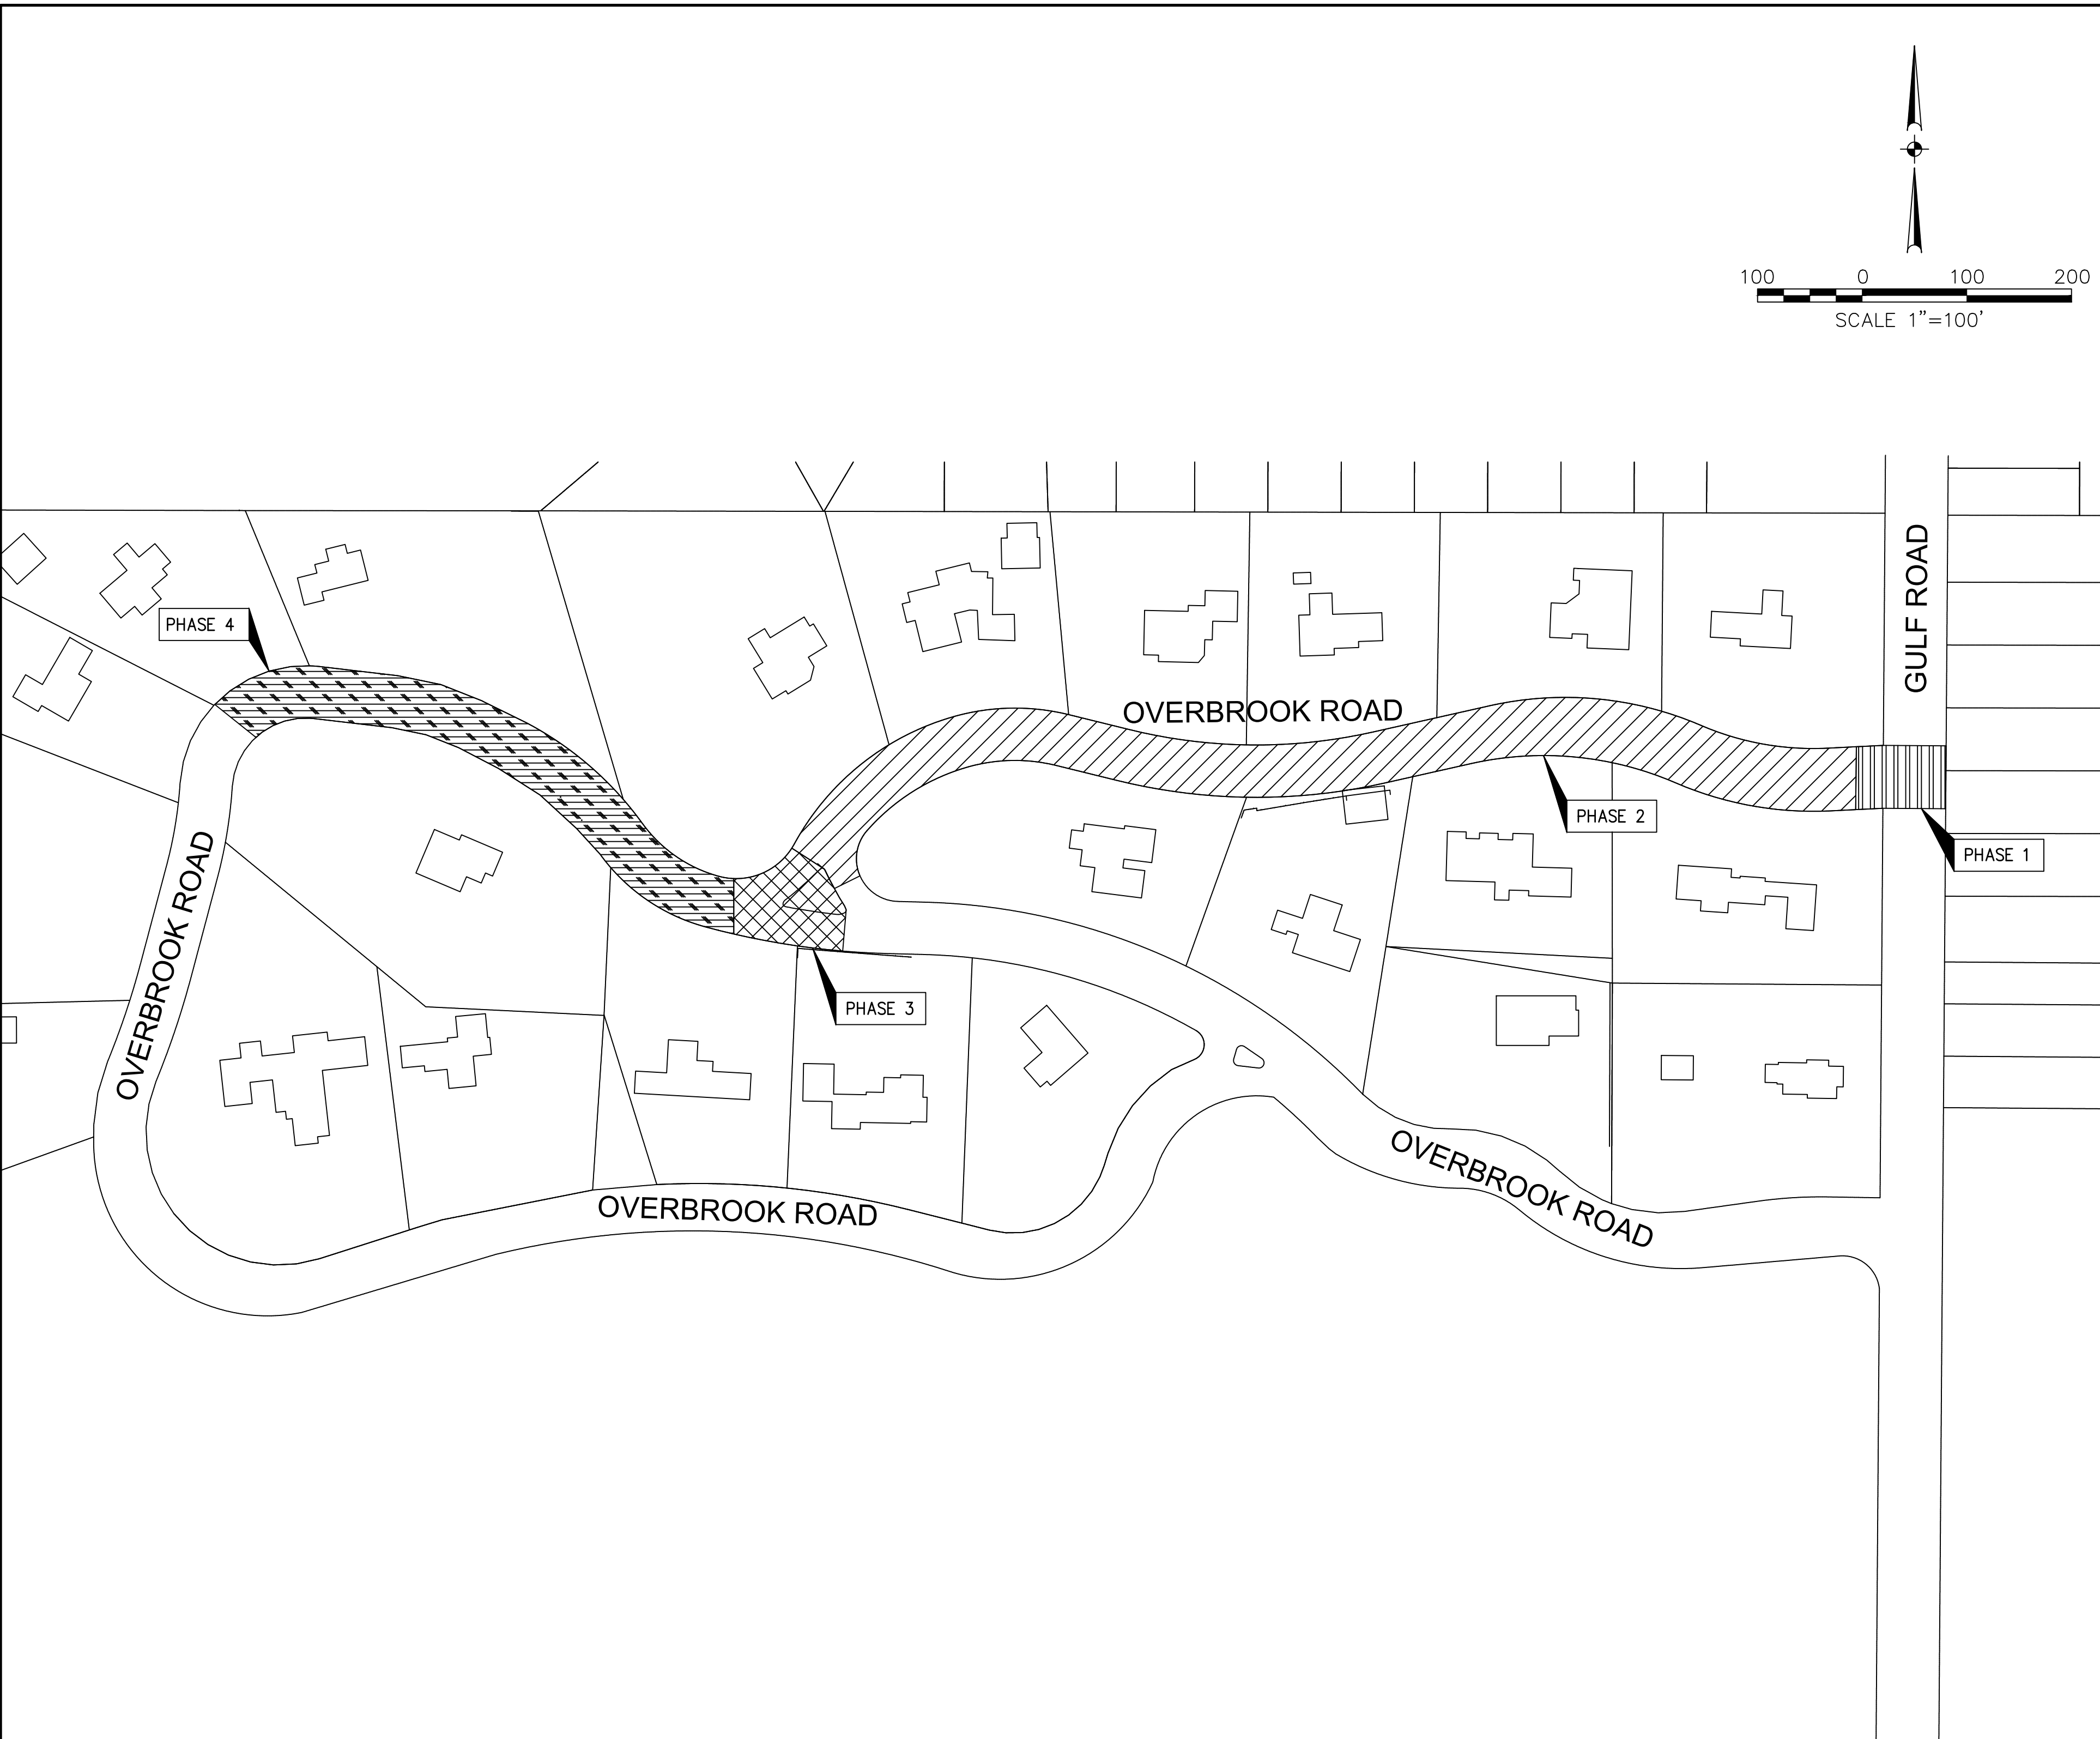 100 0 100 200
SCALE 1"=100'
GULF ROAD
PHASE 4
OVERBROOK ROAD
PHASE 2
PHASE 1
OVERBROOK ROAD
PHASE 3
OVERBROOK ROAD
OVERBROOK ROAD